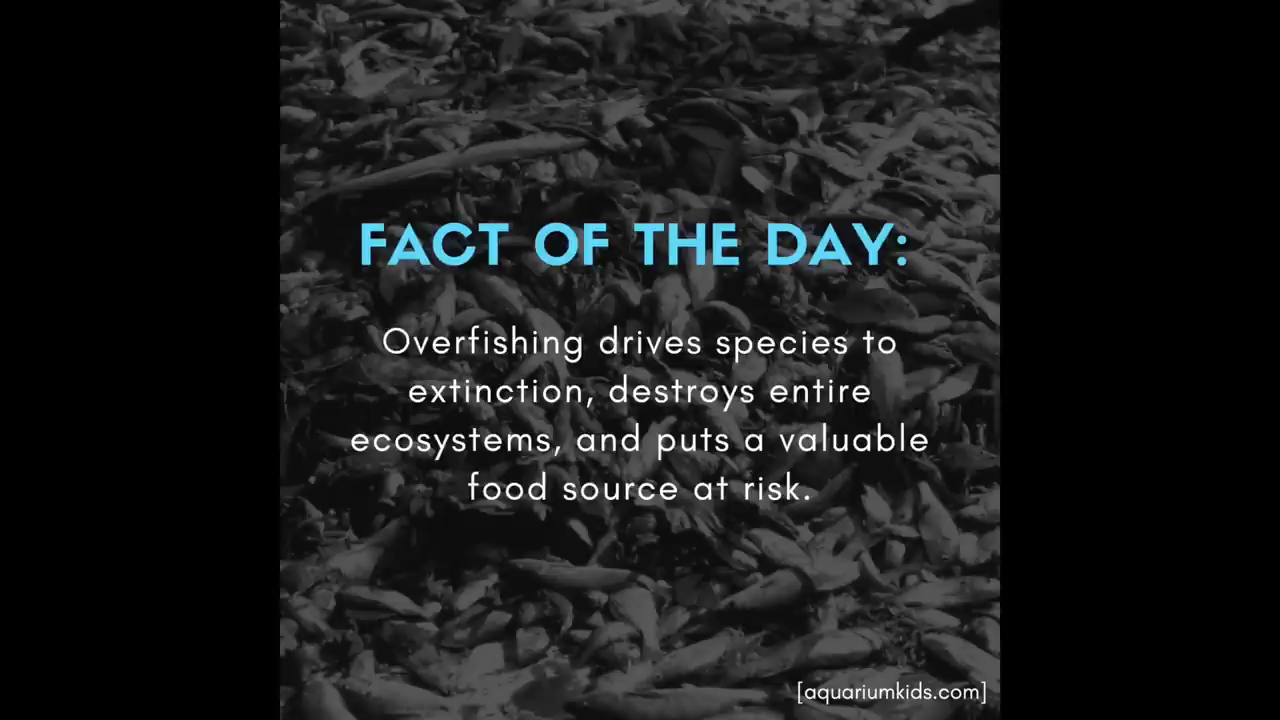 FACT OF THE DAY:
Overfishing drives species to
extinction, destroys entire
ecosystems, and puts a valuable
food source at risk.
[aquariumkids.com]